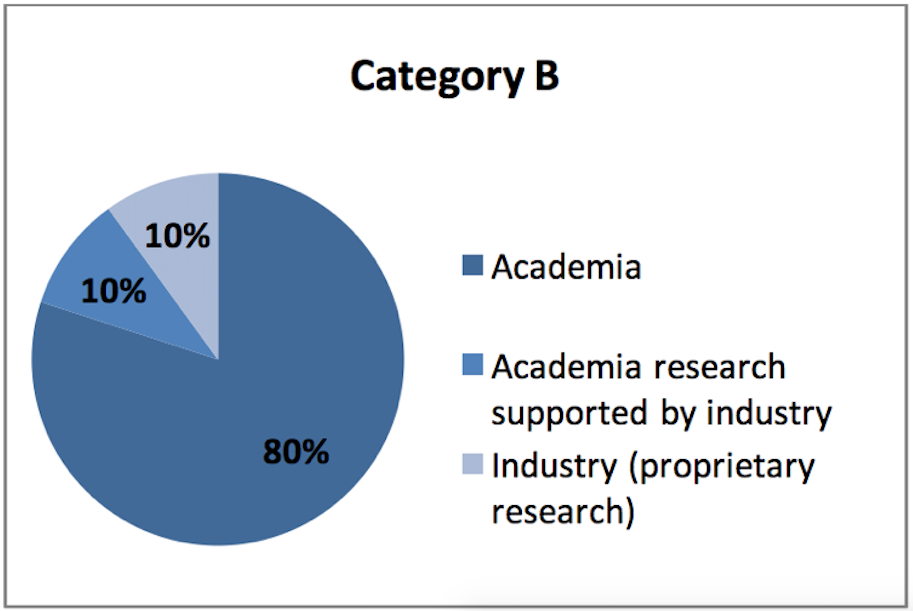 Category B
10%
10%
80%
Academia
Academia research
supported by industry
Industry (proprietary
research)